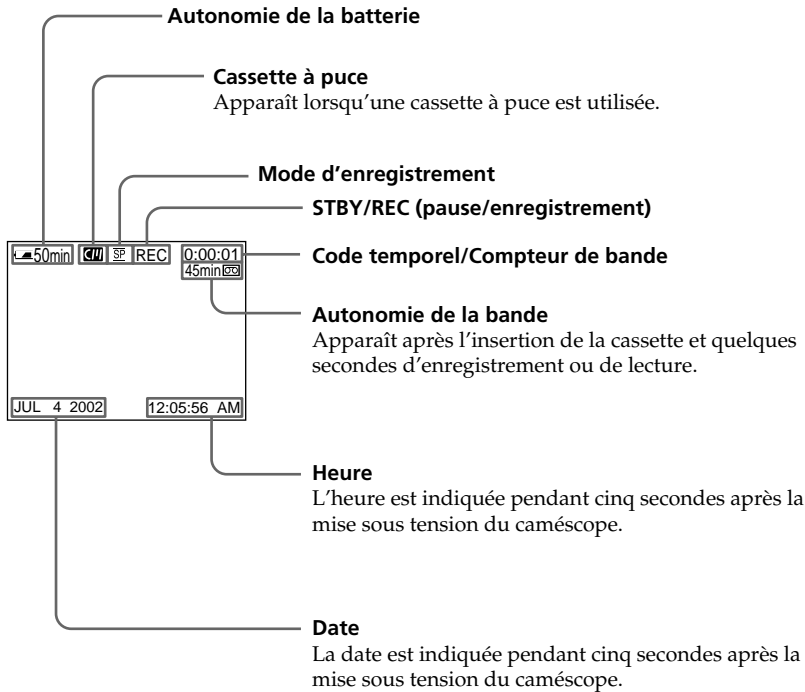 Autonomie de la batterie
Cassette à puce
Apparaît lorsqu'une cassette à puce est utilisée.
Mode d'enregistrement
STBY/REC (pause/enregistrement)
50min CM SP REC 0:00:01
Code temporel/Compteur de bande
45min
Autonomie de la bande
Apparaît après l'insertion de la cassette et quelques
secondes d'enregistrement ou de lecture.
JUL 4 2002 12:05:56 AM
Heure
L'heure est indiquée pendant cinq secondes après la
mise sous tension du caméscope.
Date
La date est indiquée pendant cinq secondes après la
mise sous tension du caméscope.